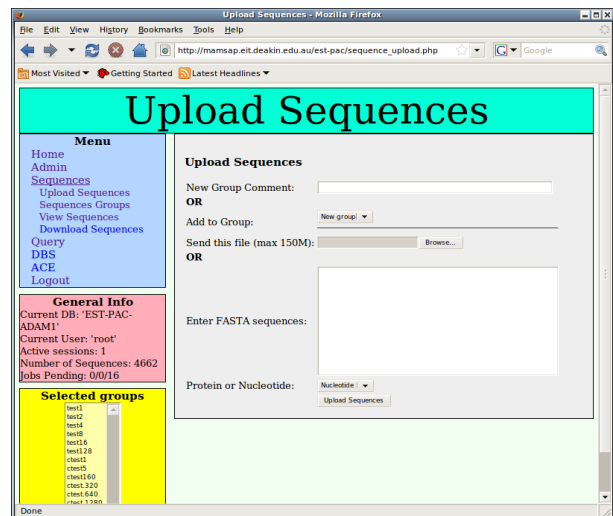 Upload Sequences - Mozilla Firefox
File Edit View History Bookmarks Tools Help
http://mamsap.eit.deakin.edu.au/est-pac/sequence_upload.php
Google
Most Visited Getting Started Latest Headlines
Upload Sequences
Menu
Home
Admin
Sequences
Upload Sequences
Sequences Groups
View Sequences
Download Sequences
Query
DBS
ACE
Logout
General Info
Current DB: 'EST-PAC-
ADAM1'
Current User: 'root'
Active sessions: 1
Number of Sequences: 4662
Jobs Pending: 0/0/16
Selected groups
test1
test2
test4
test8
test16
test128
ctest1
ctest5
ctest160
ctest.320
ctest.640
ctest.1280
Upload Sequences
New Group Comment:
OR
Add to Group: New group
Send this file (max 150M): Browse...
OR
Enter FASTA sequences:
Protein or Nucleotide: Nucleotide
Upload Sequences
Done